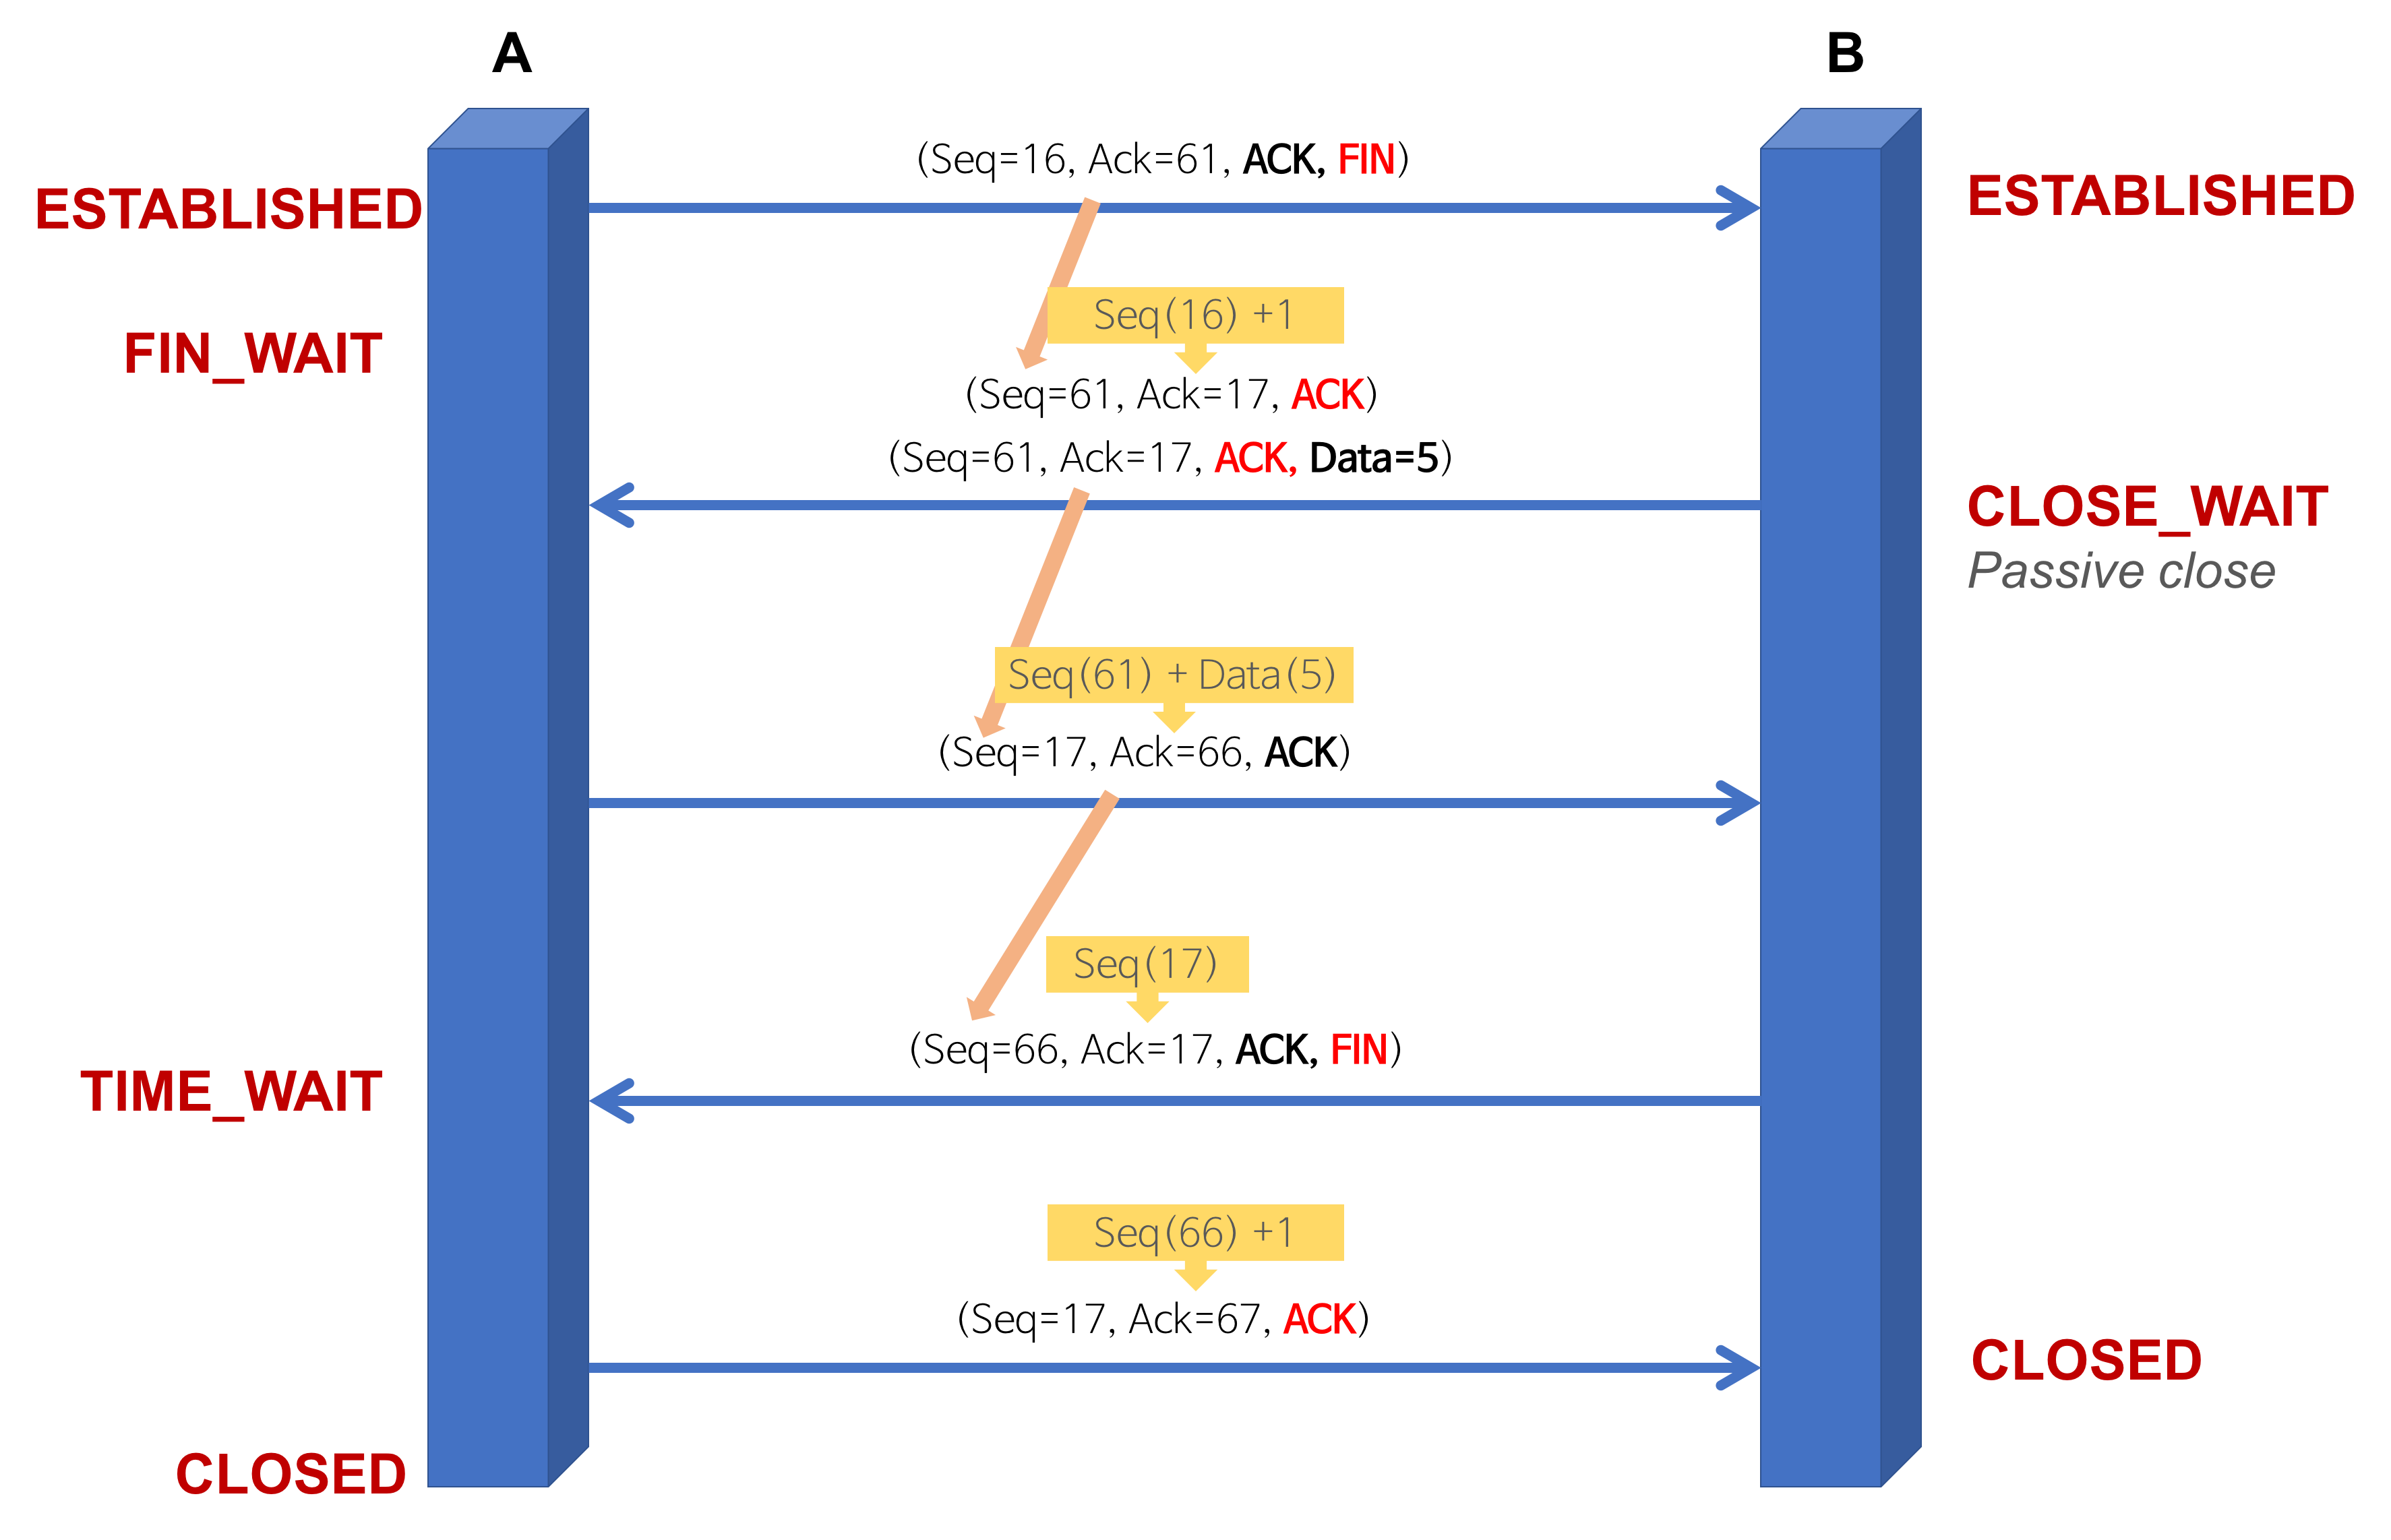 A
B
(Seq=16, Ack=61, ACK, FIN)
ESTABLISHED
ESTABLISHED
Seq(16) +1
FIN_WAIT
(Seq=61, Ack=17, ACK)
(Seq=61, Ack=17, ACK, Data=5)
CLOSE_WAIT
Passive close
Seq(61) + Data(5)
(Seq=17, Ack=66, ACK)
Seq(17)
(Seq=66, Ack=17, ACK, FIN)
TIME_WAIT
Seq(66) +1
(Seq=17, Ack=67, ACK)
CLOSED
CLOSED